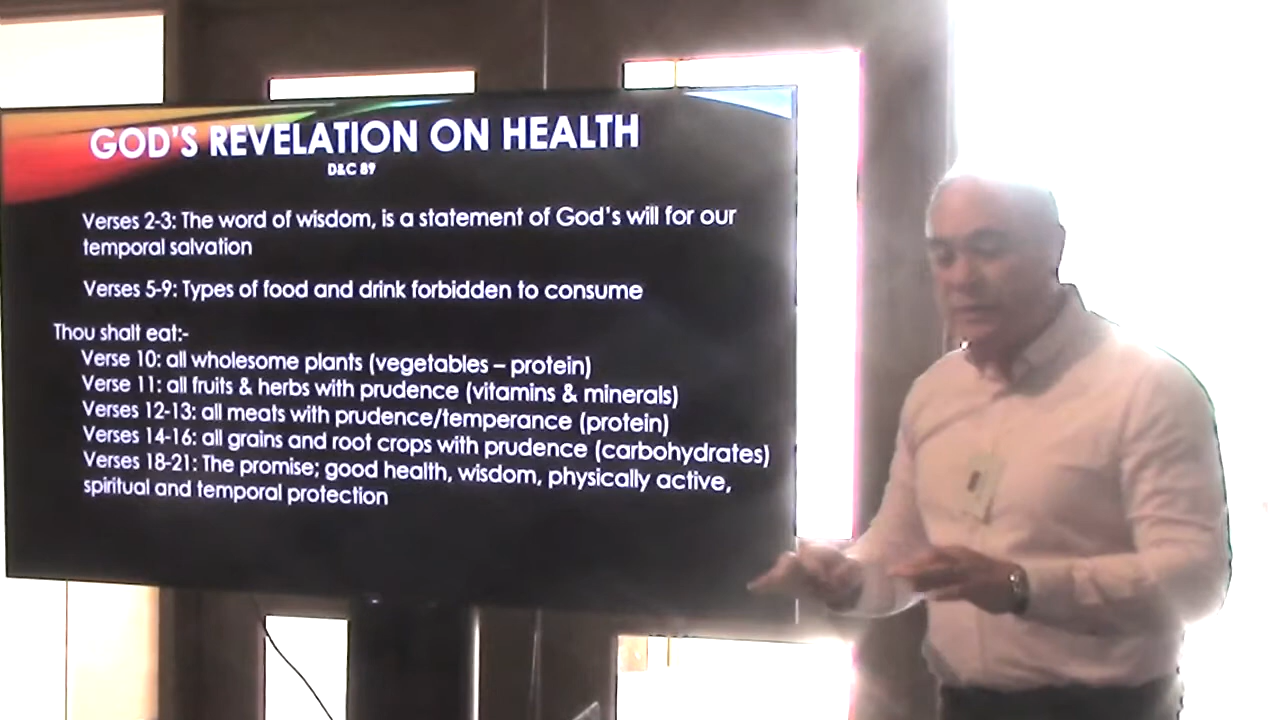 GOD'S REVELATION ON HEALTH
D&C 89
Verses 2-3: The word of wisdom, is a statement of God's will for our
temporal salvation
Verses 5-9: Types of food and drink forbidden to consume
Thou shalt eat:-
Verse 10: all wholesome plants (vegetables – protein)
Verse 11: all fruits & herbs with prudence (vitamins & minerals)
Verses 12-13: all meats with prudence/temperance (protein)
Verses 14-16: all grains and root crops with prudence (carbohydrates)
Verses 18-21: The promise; good health, wisdom, physically active,
spiritual and temporal protection